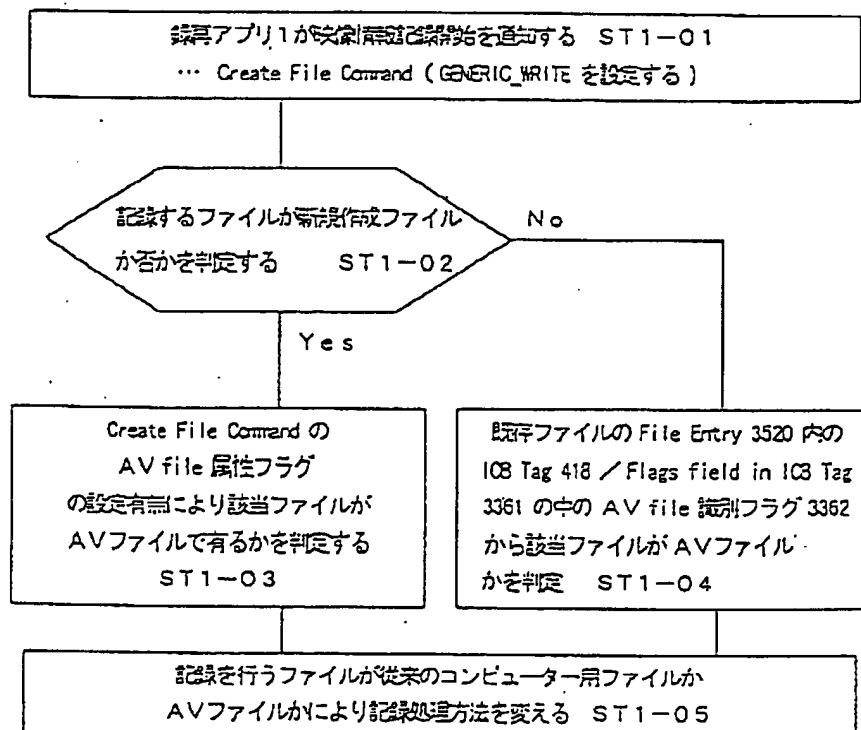 録再アプリ1が映像情報記録開始を通知する ST1-01
… Create File Command (GENERIC_WRITE を設定する)
記録するファイルが新規作成ファイル
か否かを判定する ST1-02
No
Yes
Create File Command の
AV file 属性フラグ
の設定有無により該当ファイルが
AVファイルで有るかを判定する
ST1-03
既存ファイルの File Entry 3520 内の
ICB Tag 418 / Flags field in ICB Tag
3361 の中の AV file 識別フラグ 3362
から該当ファイルが AVファイル
かを判定 ST1-04
記録を行うファイルが従来のコンピューター用ファイルか
AVファイルかにより記録処理方法を変える ST1-05